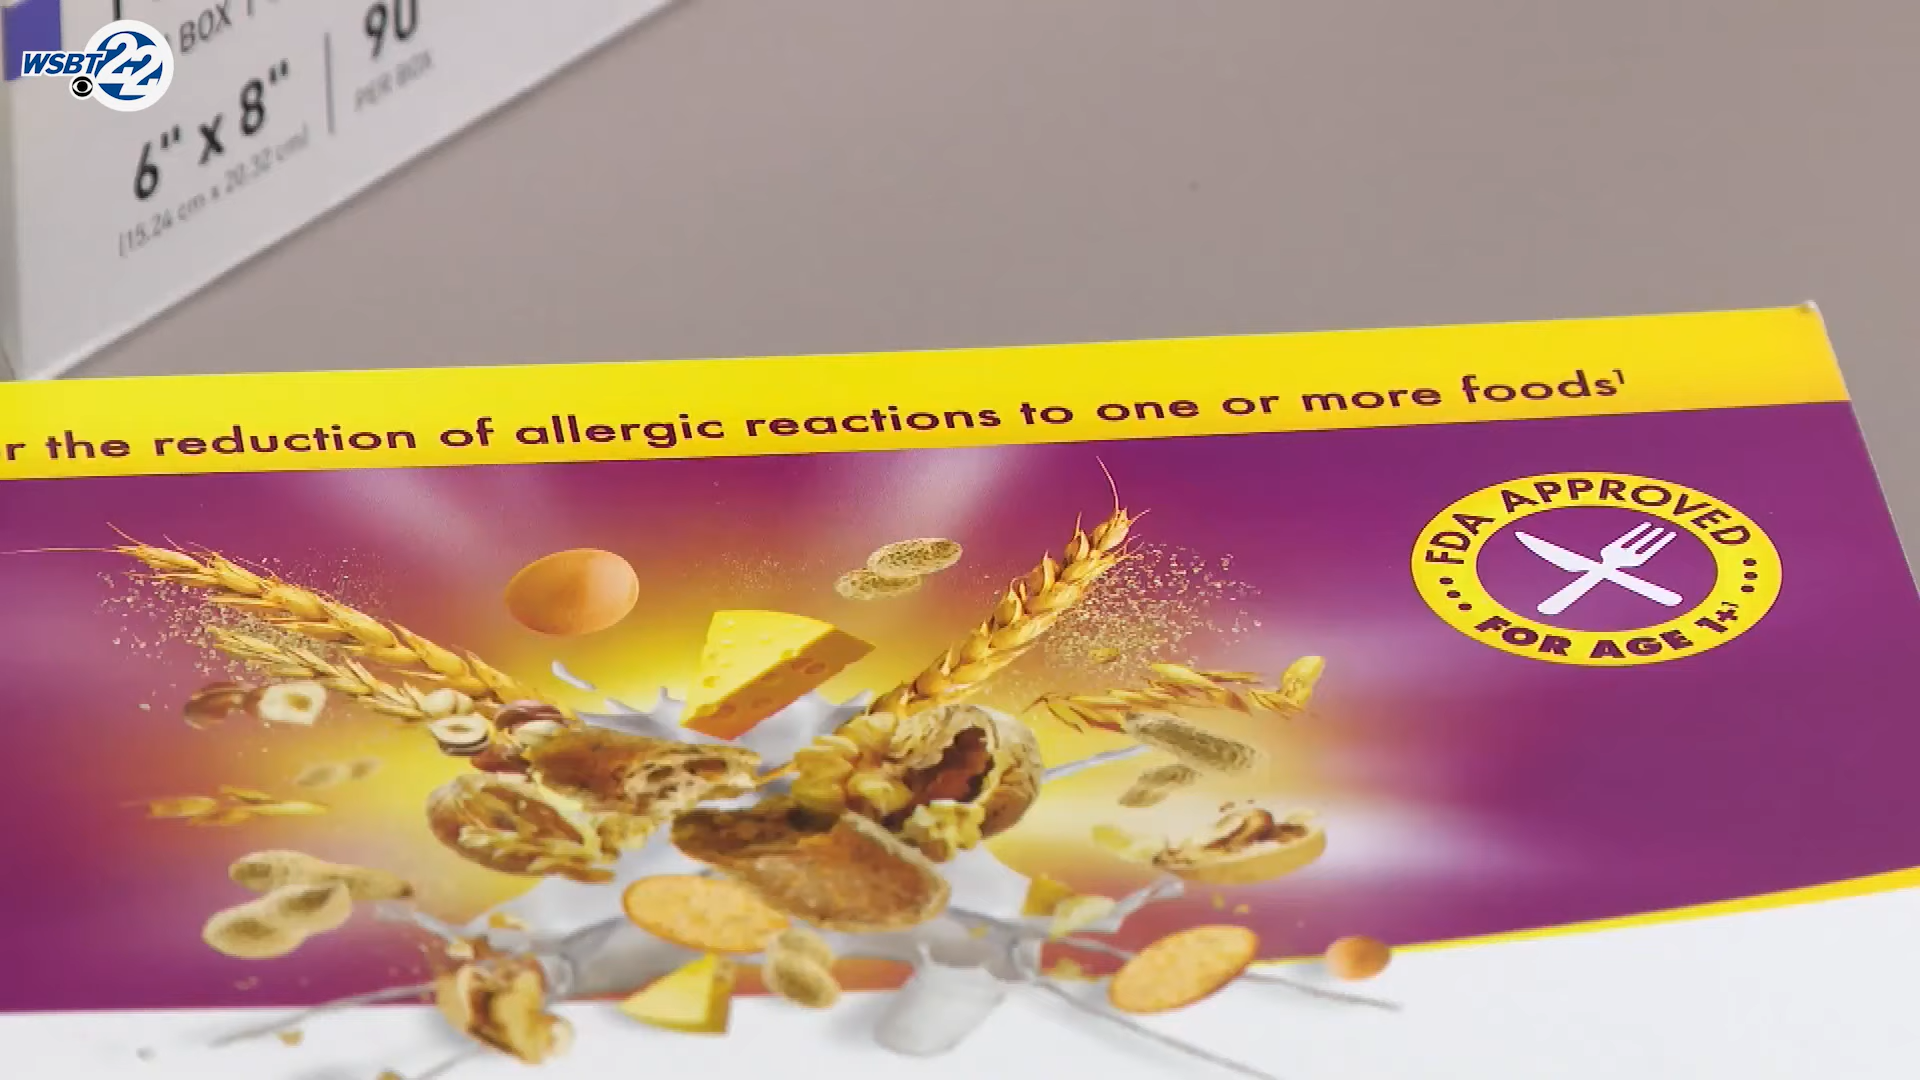 WSBT 22
BOX
6" x 8"
(15.24 cm x 20.32 cm)
90
PER BOX
r the reduction of allergic reactions to one or more foods¹
FDA APPROVED
FOR AGE 1+¹